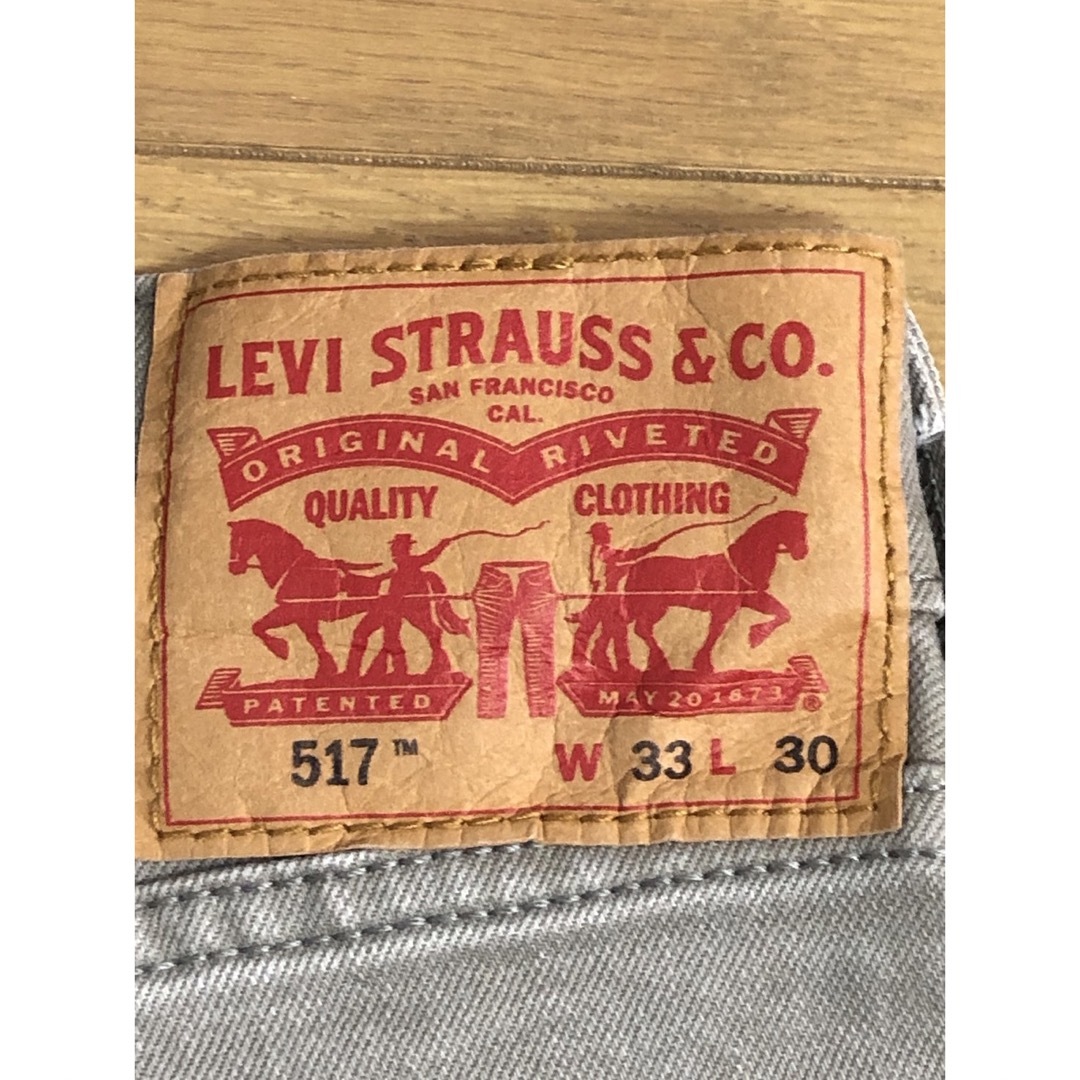 LEVI STRAUSS & CO.
SAN FRANCISCO
CAL.
ORIGINAL RIVETED
QUALITY CLOTHING
PATENTED MAY 20 1873 ®
517™ W 33 L 30